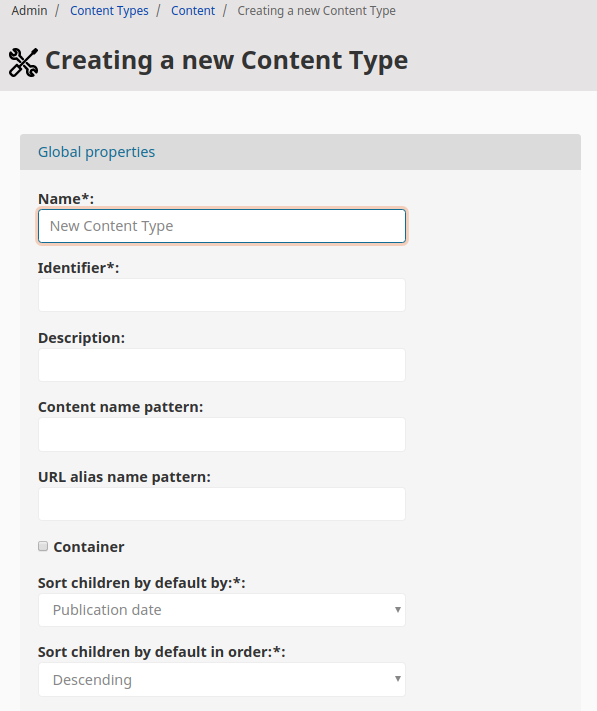 Admin / Content Types / Content / Creating a new Content Type
Creating a new Content Type
Global properties
Name*:
New Content Type
Identifier*:
Description:
Content name pattern:
URL alias name pattern:
Container
Sort children by default by:*:
Publication date
Sort children by default in order:*:
Descending